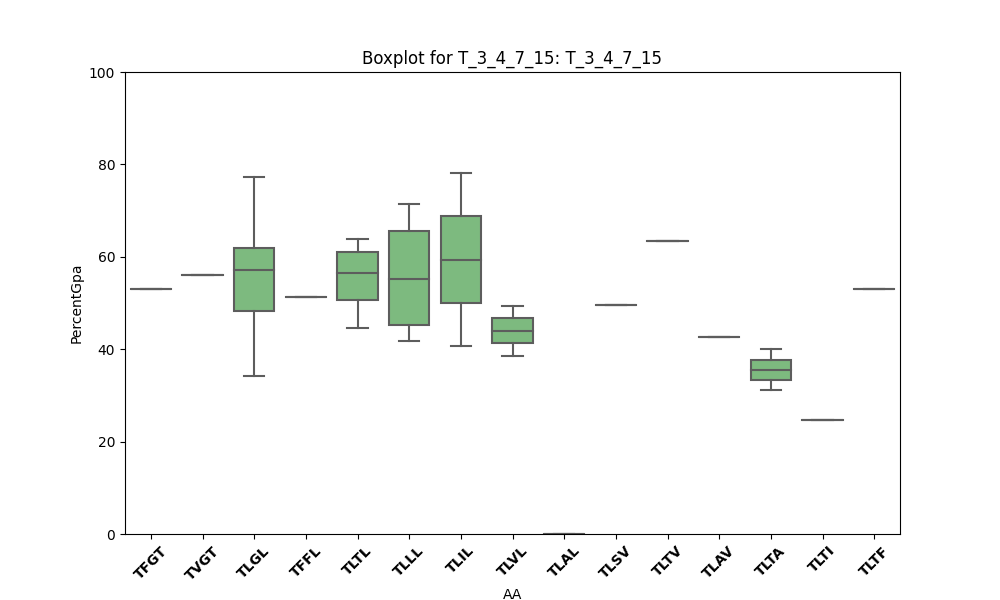 Boxplot for T_3_4_7_15: T_3_4_7_15
100
80
60
40
20
0
PercentGpa
TFGT
TVGT
TLGL
TFFL
TLTL
TLLL
TLIL
TLVL
TLAL
TLSV
TLTV
TLAV
TLTA
TLTI
TLTF
AA